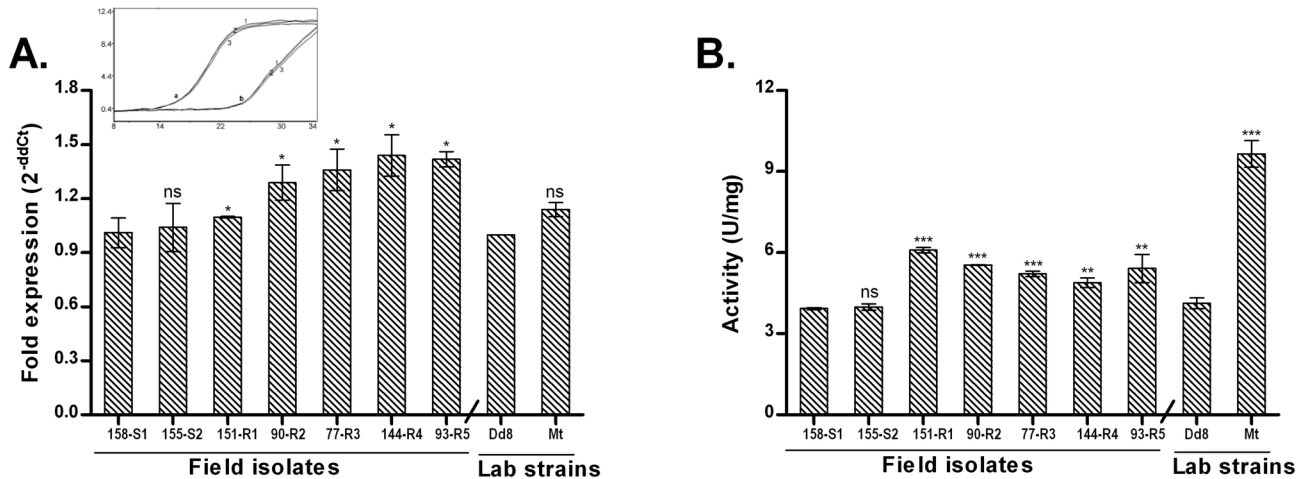 A.
12.4
8.4
4.4
0.4
8 14 22 30 34
a b
1
2
3
1
2 3
Fold expression (2-ddCt)
1.8
1.5
1.2
0.9
0.6
0.3
0.0
ns * * * * * ns
158-S1 155-S2 151-R1 90-R2 77-R3 144-R4 93-R5 Dd8 Mt
Field isolates Lab strains
B.
Activity (U/mg)
12
9
6
3
0
ns *** *** *** ** ** ***
158-S1 155-S2 151-R1 90-R2 77-R3 144-R4 93-R5 Dd8 Mt
Field isolates Lab strains